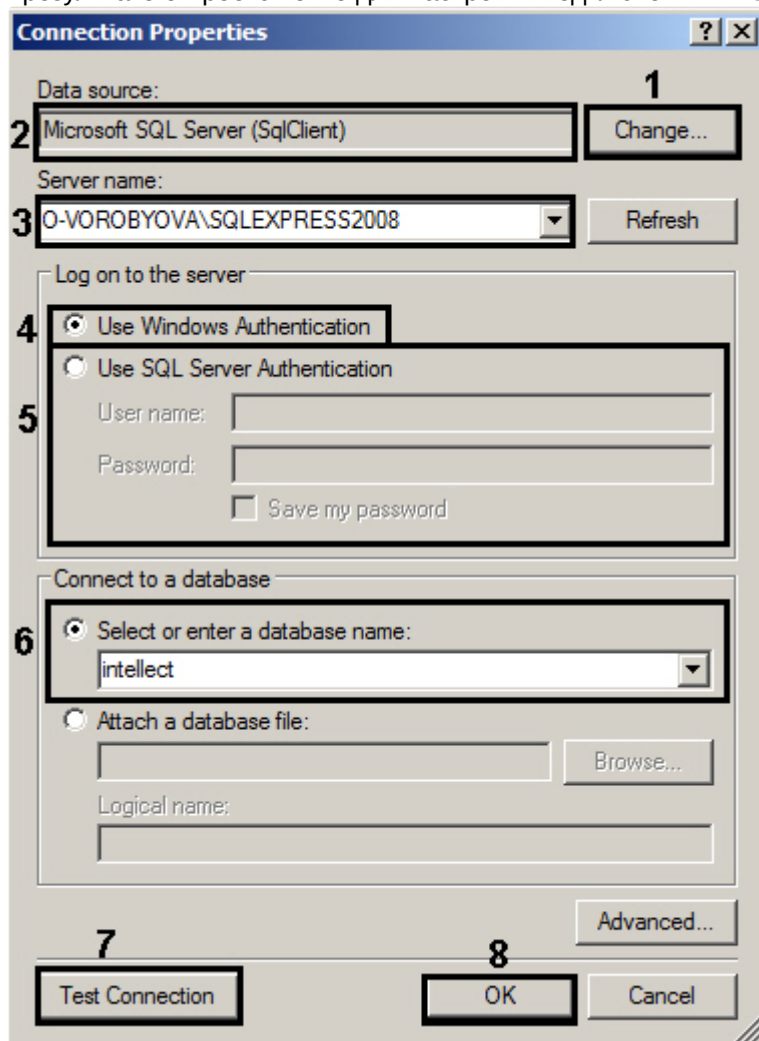 Connection Properties
Data source:
1
2
Microsoft SQL Server (SqlClient)
Change...
Server name:
3
O-VOROBYOVA\SQLEXPRESS2008
Refresh
Log on to the server
4
Use Windows Authentication
Use SQL Server Authentication
5
User name:
Password:
Save my password
Connect to a database
6
Select or enter a database name:
intellect
Attach a database file:
Browse...
Logical name:
Advanced...
7
8
Test Connection
OK
Cancel